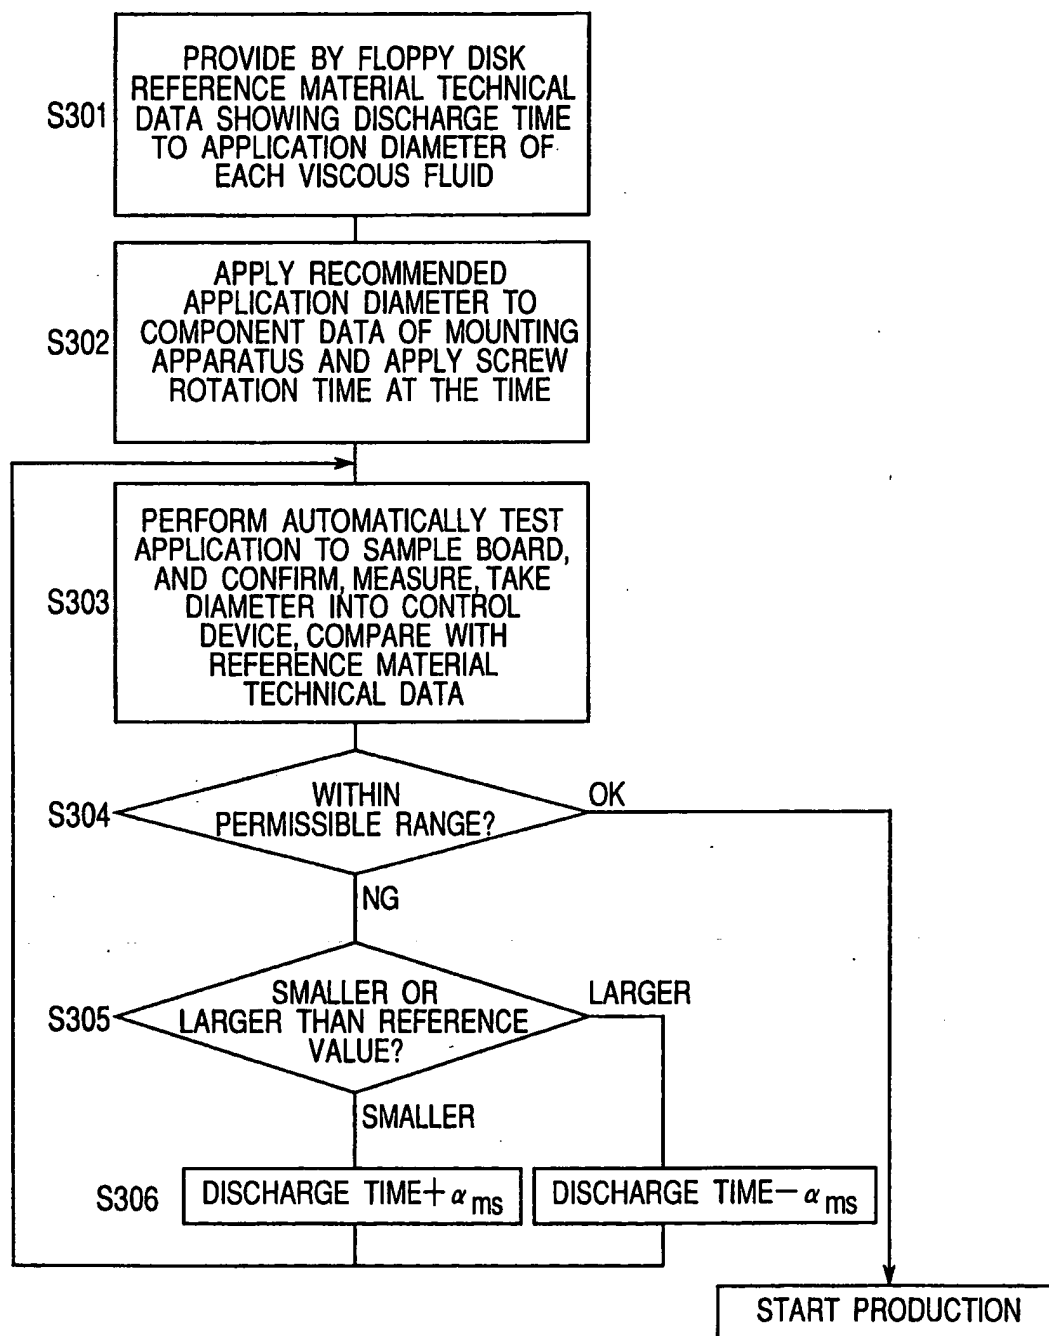 PROVIDE BY FLOPPY DISK
REFERENCE MATERIAL TECHNICAL
S301
DATA SHOWING DISCHARGE TIME
TO APPLICATION DIAMETER OF
EACH VISCOUS FLUID
APPLY RECOMMENDED
APPLICATION DIAMETER TO
S302
COMPONENT DATA OF MOUNTING
APPARATUS AND APPLY SCREW
ROTATION TIME AT THE TIME
PERFORM AUTOMATICALLY TEST
APPLICATION TO SAMPLE BOARD,
AND CONFIRM, MEASURE, TAKE
S303
DIAMETER INTO CONTROL
DEVICE, COMPARE WITH
REFERENCE MATERIAL
TECHNICAL DATA
S304
WITHIN
PERMISSIBLE RANGE?
OK
NG
S305
SMALLER OR
LARGER THAN REFERENCE
VALUE?
LARGER
SMALLER
S306
DISCHARGE TIME+α ms
DISCHARGE TIME−α ms
START PRODUCTION